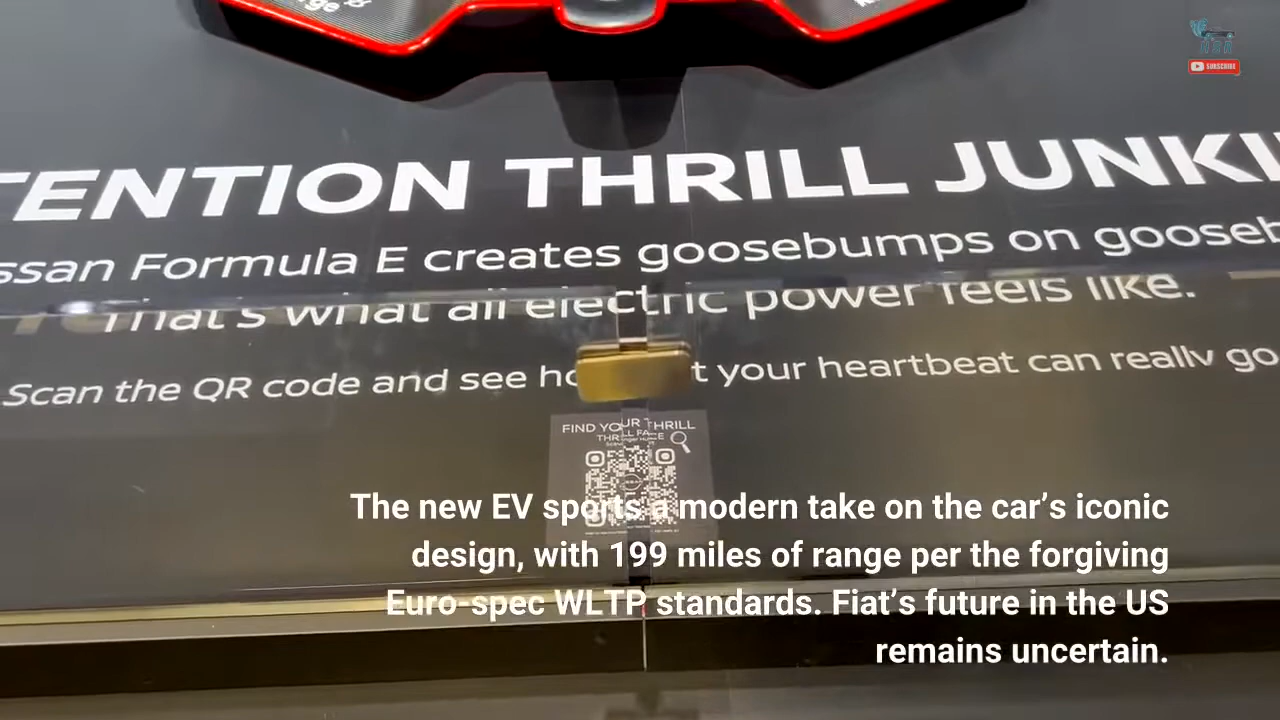 SUBSCRIBE
TENTION THRILL JUNKI
ssan Formula E creates goosebumps on gooseb
That's what all electric power feels like.
Scan the QR code and see ho t your heartbeat can really go
FIND YOUR THRILL
The new EV sports a modern take on the car’s iconic
design, with 199 miles of range per the forgiving
Euro-spec WLTP standards. Fiat’s future in the US
remains uncertain.